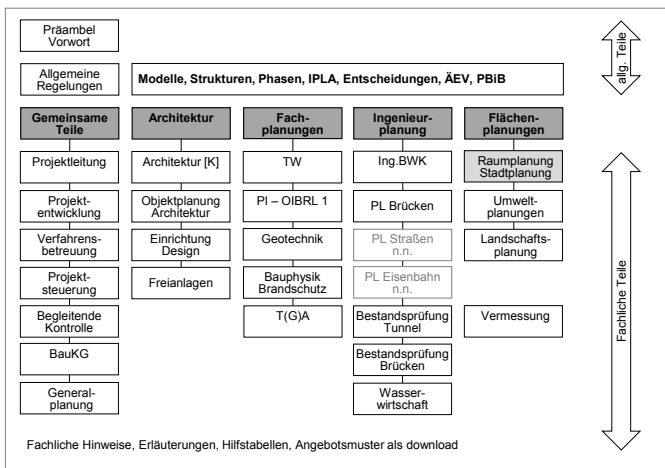 Präambel
Vorwort
Allgemeine
Regelungen
Modelle, Strukturen, Phasen, IPLA, Entscheidungen, ÄEV, PBiB
allg. Teile
Gemeinsame
Teile
Architektur
Fach-
planungen
Ingenieur-
planung
Flächen-
planungen
Projektleitung
Architektur [K]
TW
Ing.BWK
Raumplanung
Stadtplanung
Projekt-
entwicklung
Objektplanung
Architektur
PI – OIBRL 1
PL Brücken
Umwelt-
planungen
Verfahrens-
betreuung
Einrichtung
Design
Geotechnik
PL Straßen
n.n.
Landschafts-
planung
Projekt-
steuerung
Freianlagen
Bauphysik
Brandschutz
PL Eisenbahn
n.n.
Begleitende
Kontrolle
T(G)A
Bestandsprüfung
Tunnel
Vermessung
BauKG
Bestandsprüfung
Brücken
General-
planung
Wasser-
wirtschaft
Fachliche Teile
Fachliche Hinweise, Erläuterungen, Hilfstabellen, Angebotsmuster als download